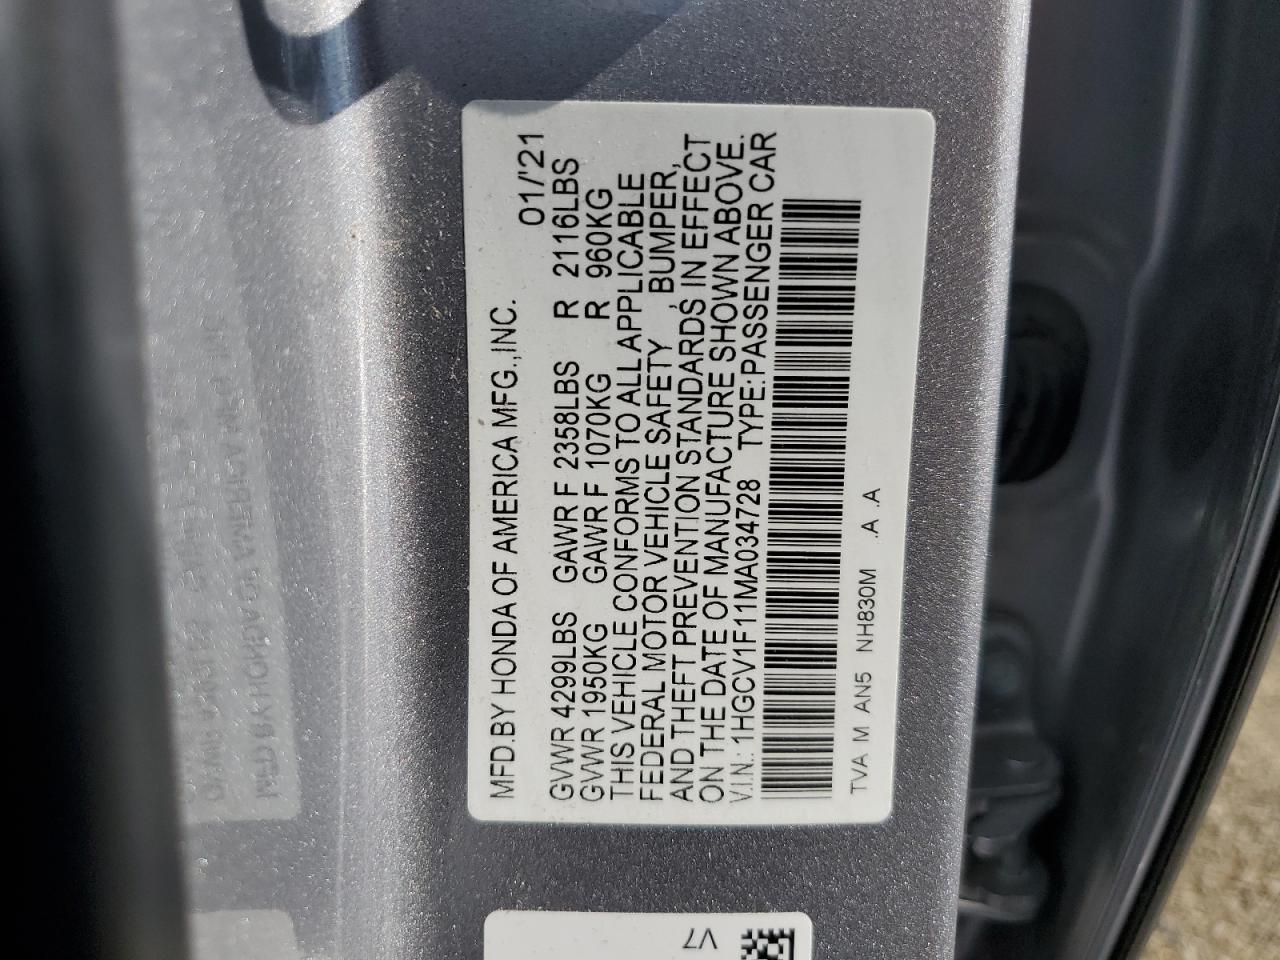 MFD.BY HONDA OF AMERICA MFG.,INC. 01/'21
GVWR 4299LBS GAWR F 2358LBS R 2116LBS
GVWR 1950KG GAWR F 1070KG R 960KG
THIS VEHICLE CONFORMS TO ALL APPLICABLE
FEDERAL MOTOR VEHICLE SAFETY , BUMPER,
AND THEFT PREVENTION STANDARDS IN EFFECT
ON THE DATE OF MANUFACTURE SHOWN ABOVE.
V.I.N.: 1HGCV1F11MA034728 TYPE:PASSENGER CAR
TVA M AN5 NH830M .A .A
V7